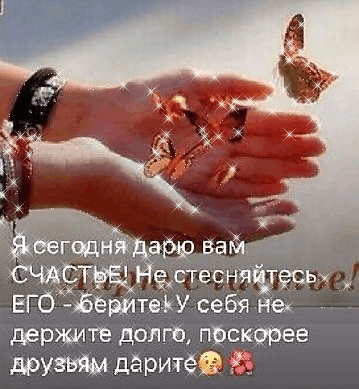 Я сегодня дарю вам
СЧАСТЬЕ! Не стесняйтесь
ЕГО - берите! У себя не
держите долго, поскорее
друзьям дарите😘🌺